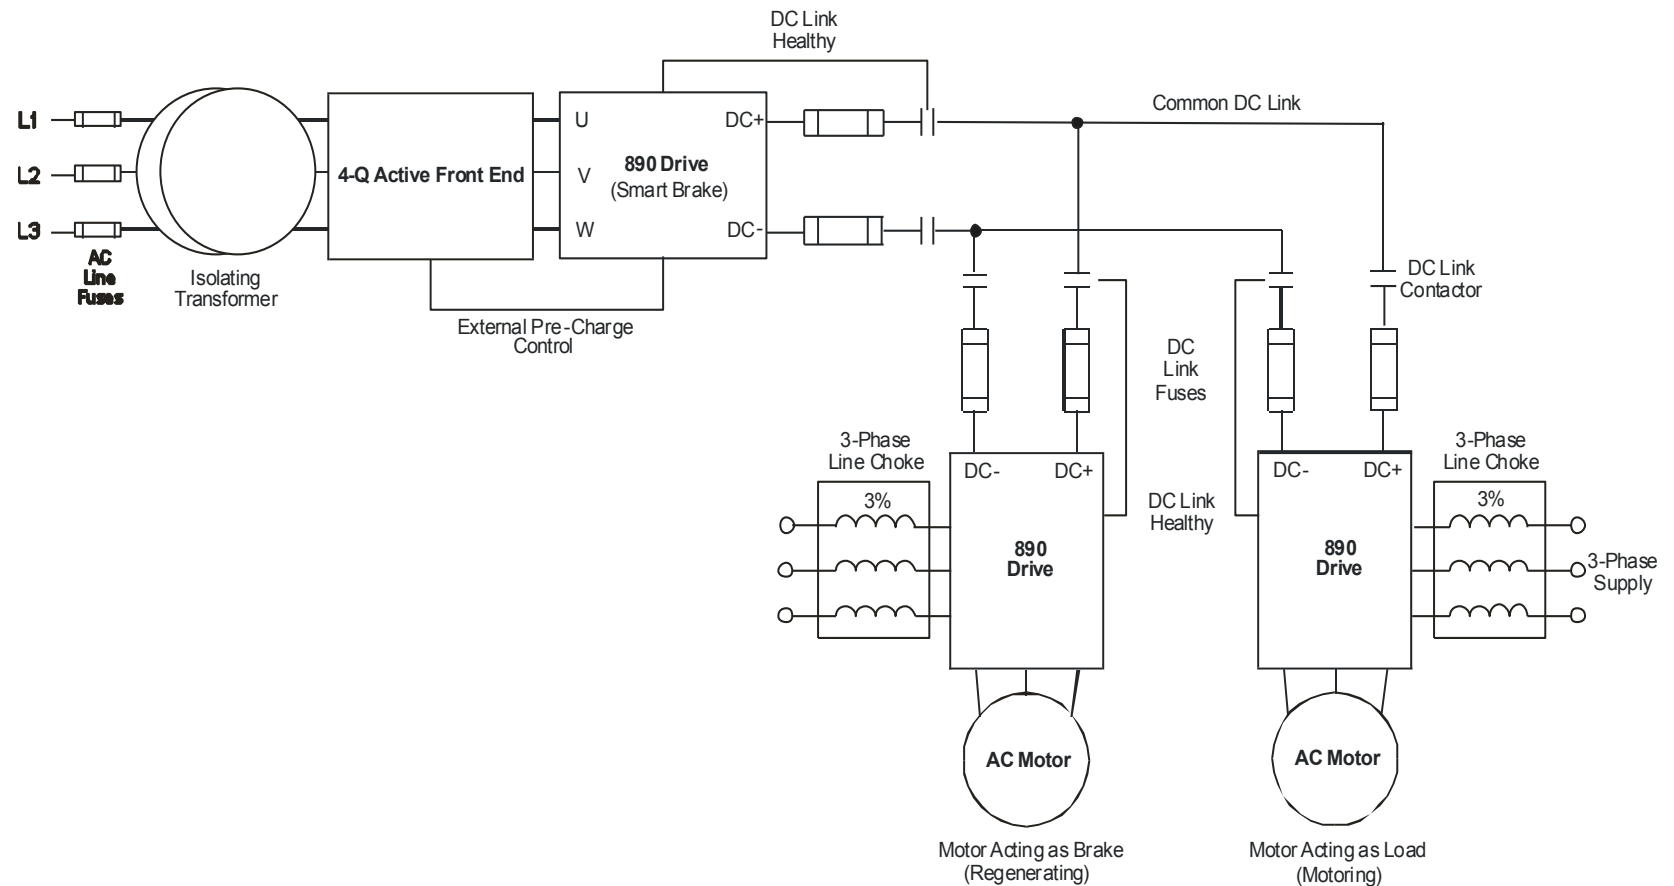 DC Link
Healthy
Common DC Link
L1
L2
L3
AC
Line
Fuses
Isolating
Transformer
4-Q Active Front End
U
V
W
890 Drive
(Smart Brake)
DC+
DC-
External Pre-Charge
Control
DC Link
Contactor
DC
Link
Fuses
3-Phase
Line Choke
3%
DC-
DC+
890
Drive
DC Link
Healthy
DC-
DC+
890
Drive
3-Phase
Line Choke
3%
3-Phase
Supply
AC Motor
AC Motor
Motor Acting as Brake
(Regenerating)
Motor Acting as Load
(Motoring)